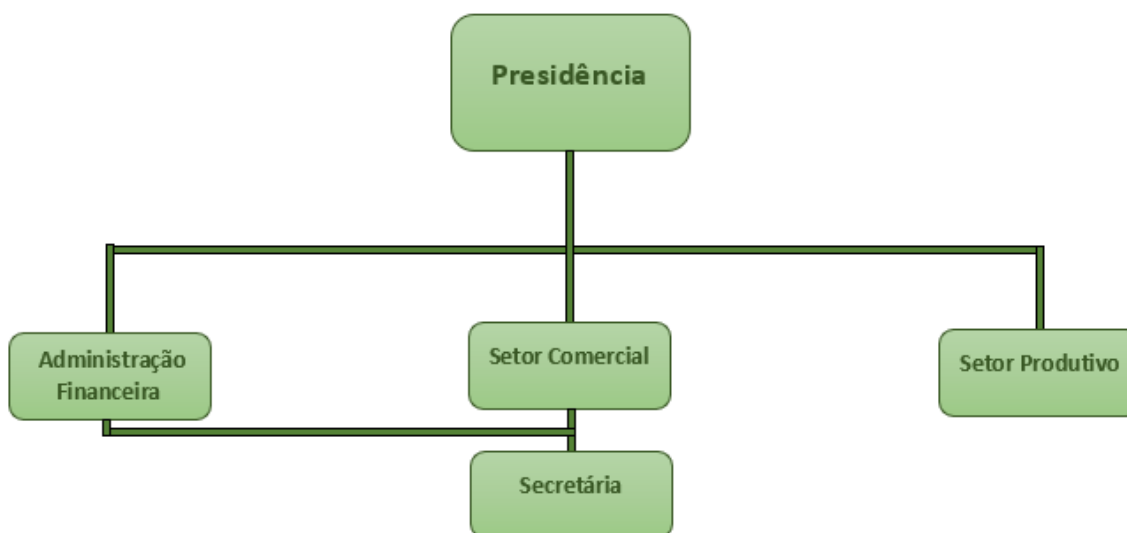 Presidência
Administração
Financeira
Setor Comercial
Setor Produtivo
Secretária